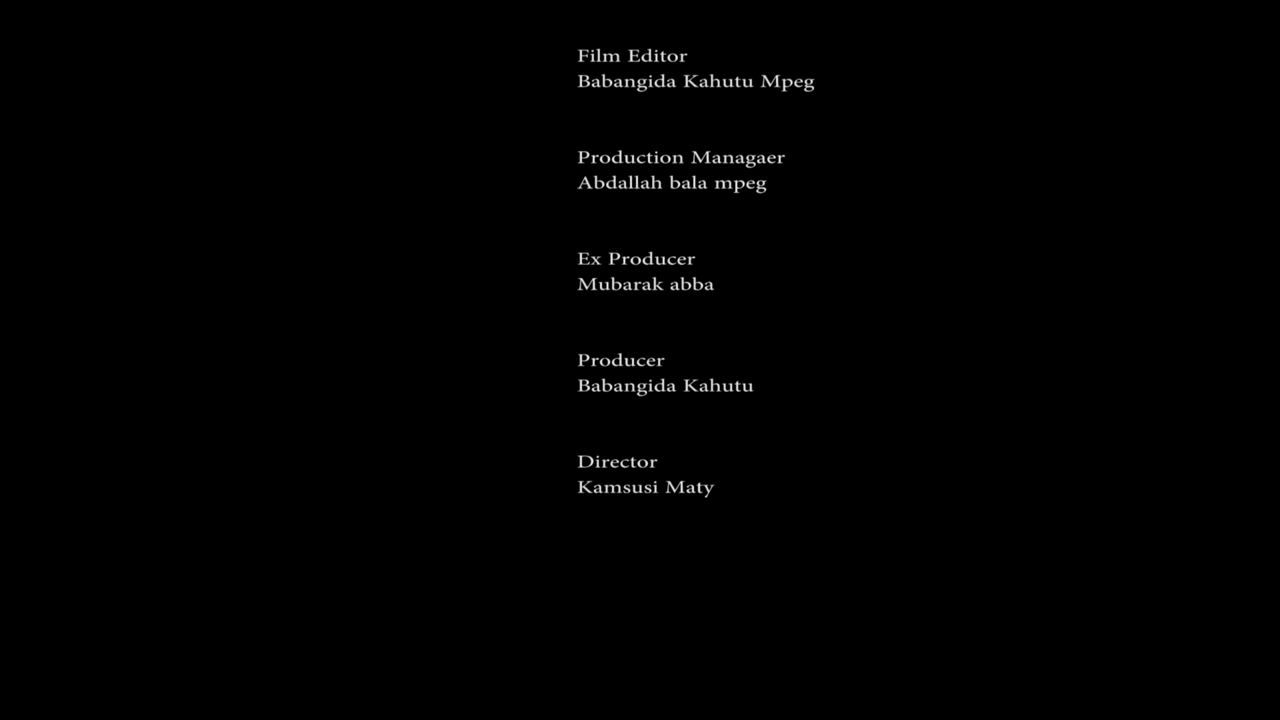 Film Editor
Babangida Kahutu Mpeg
Production Managaer
Abdallah bala mpeg
Ex Producer
Mubarak abba
Producer
Babangida Kahutu
Director
Kamsusi Maty